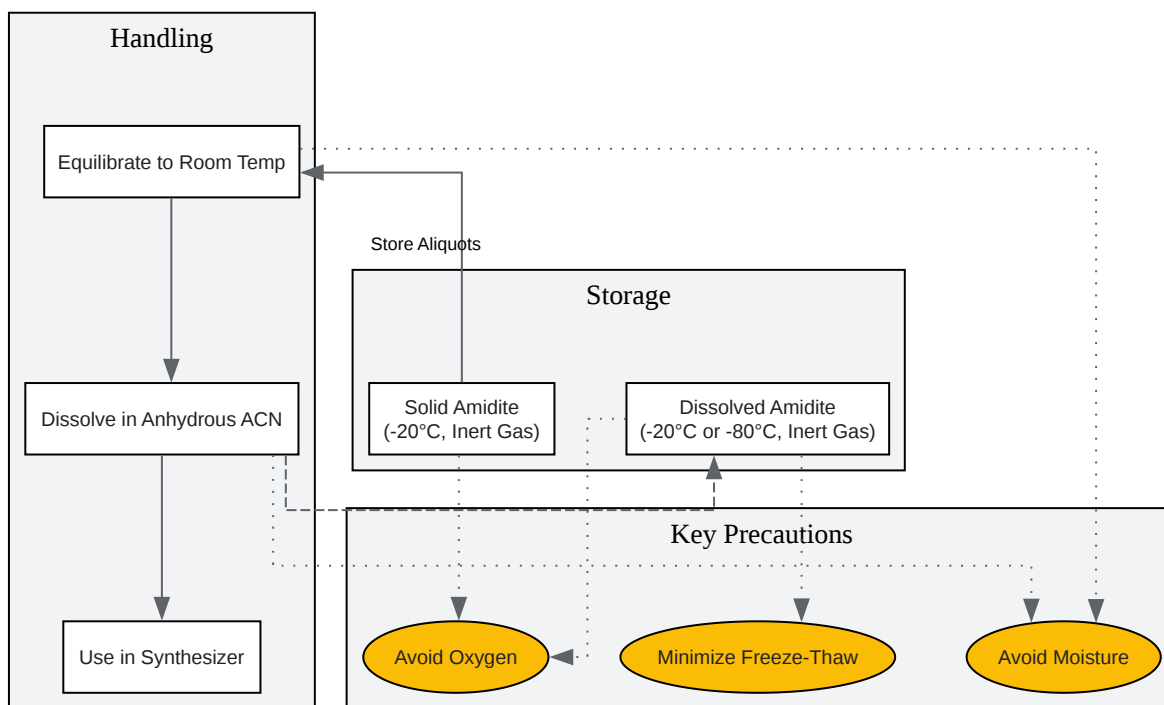 Handling
Equilibrate to Room Temp
Store Aliquots
Storage
Dissolve in Anhydrous ACN
Solid Amidite
(-20°C, Inert Gas)
Dissolved Amidite
(-20°C or -80°C, Inert Gas)
Key Precautions
Use in Synthesizer
Avoid Oxygen
Minimize Freeze-Thaw
Avoid Moisture